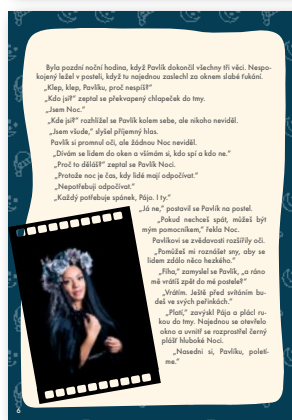 Byla pozdní noční hodina, když Pavlík dokončil všechny tři věci. Nespo-
kojený ležel v posteli, když tu najednou zaslechl za oknem slabé ťukání.
„Klep, klep, Pavlíku, proč nespíš?“
„Kdo jsi?“ zeptal se překvapený chlapeček do tmy.
„Jsem Noc.“
„Kde jsi?“ rozhlížel se Pavlík kolem sebe, ale nikoho neviděl.
„Jsem všude,“ slyšel příjemný hlas.
Pavlík si promnul oči, ale žádnou Noc neviděl.
„Dívám se lidem do oken a všímám si, kdo spí a kdo ne.“
„Proč to děláš?“ zeptal se Pavlík Noci.
„Protože noc je čas, kdy lidé mají odpočívat.“
„Nepotřebuji odpočívat.“
„Každý potřebuje spánek, Pájo. I ty.“
„Já ne,“ postavil se Pavlík na postel.
„Pokud nechceš spát, můžeš být
mým pomocníkem,“ řekla Noc.
Pavlíkovi se zvědavostí rozšířily oči.
„Pomůžeš mi roznášet sny, aby se
lidem zdálo něco hezkého.“
„Fíha,“ zamyslel se Pavlík, „a ráno
mě vrátíš zpět do mé postele?“
„Vrátím. Ještě před svítáním bu-
deš ve svých peřinkách.“
„Platí,“ zavýskl Pája a plácl ru-
kou do tmy. Najednou se otevřelo
okno a uvnitř se rozprostřel černý
plášť hluboké Noci.
„Nasedni si, Pavlíku, poletí-
me.“
6